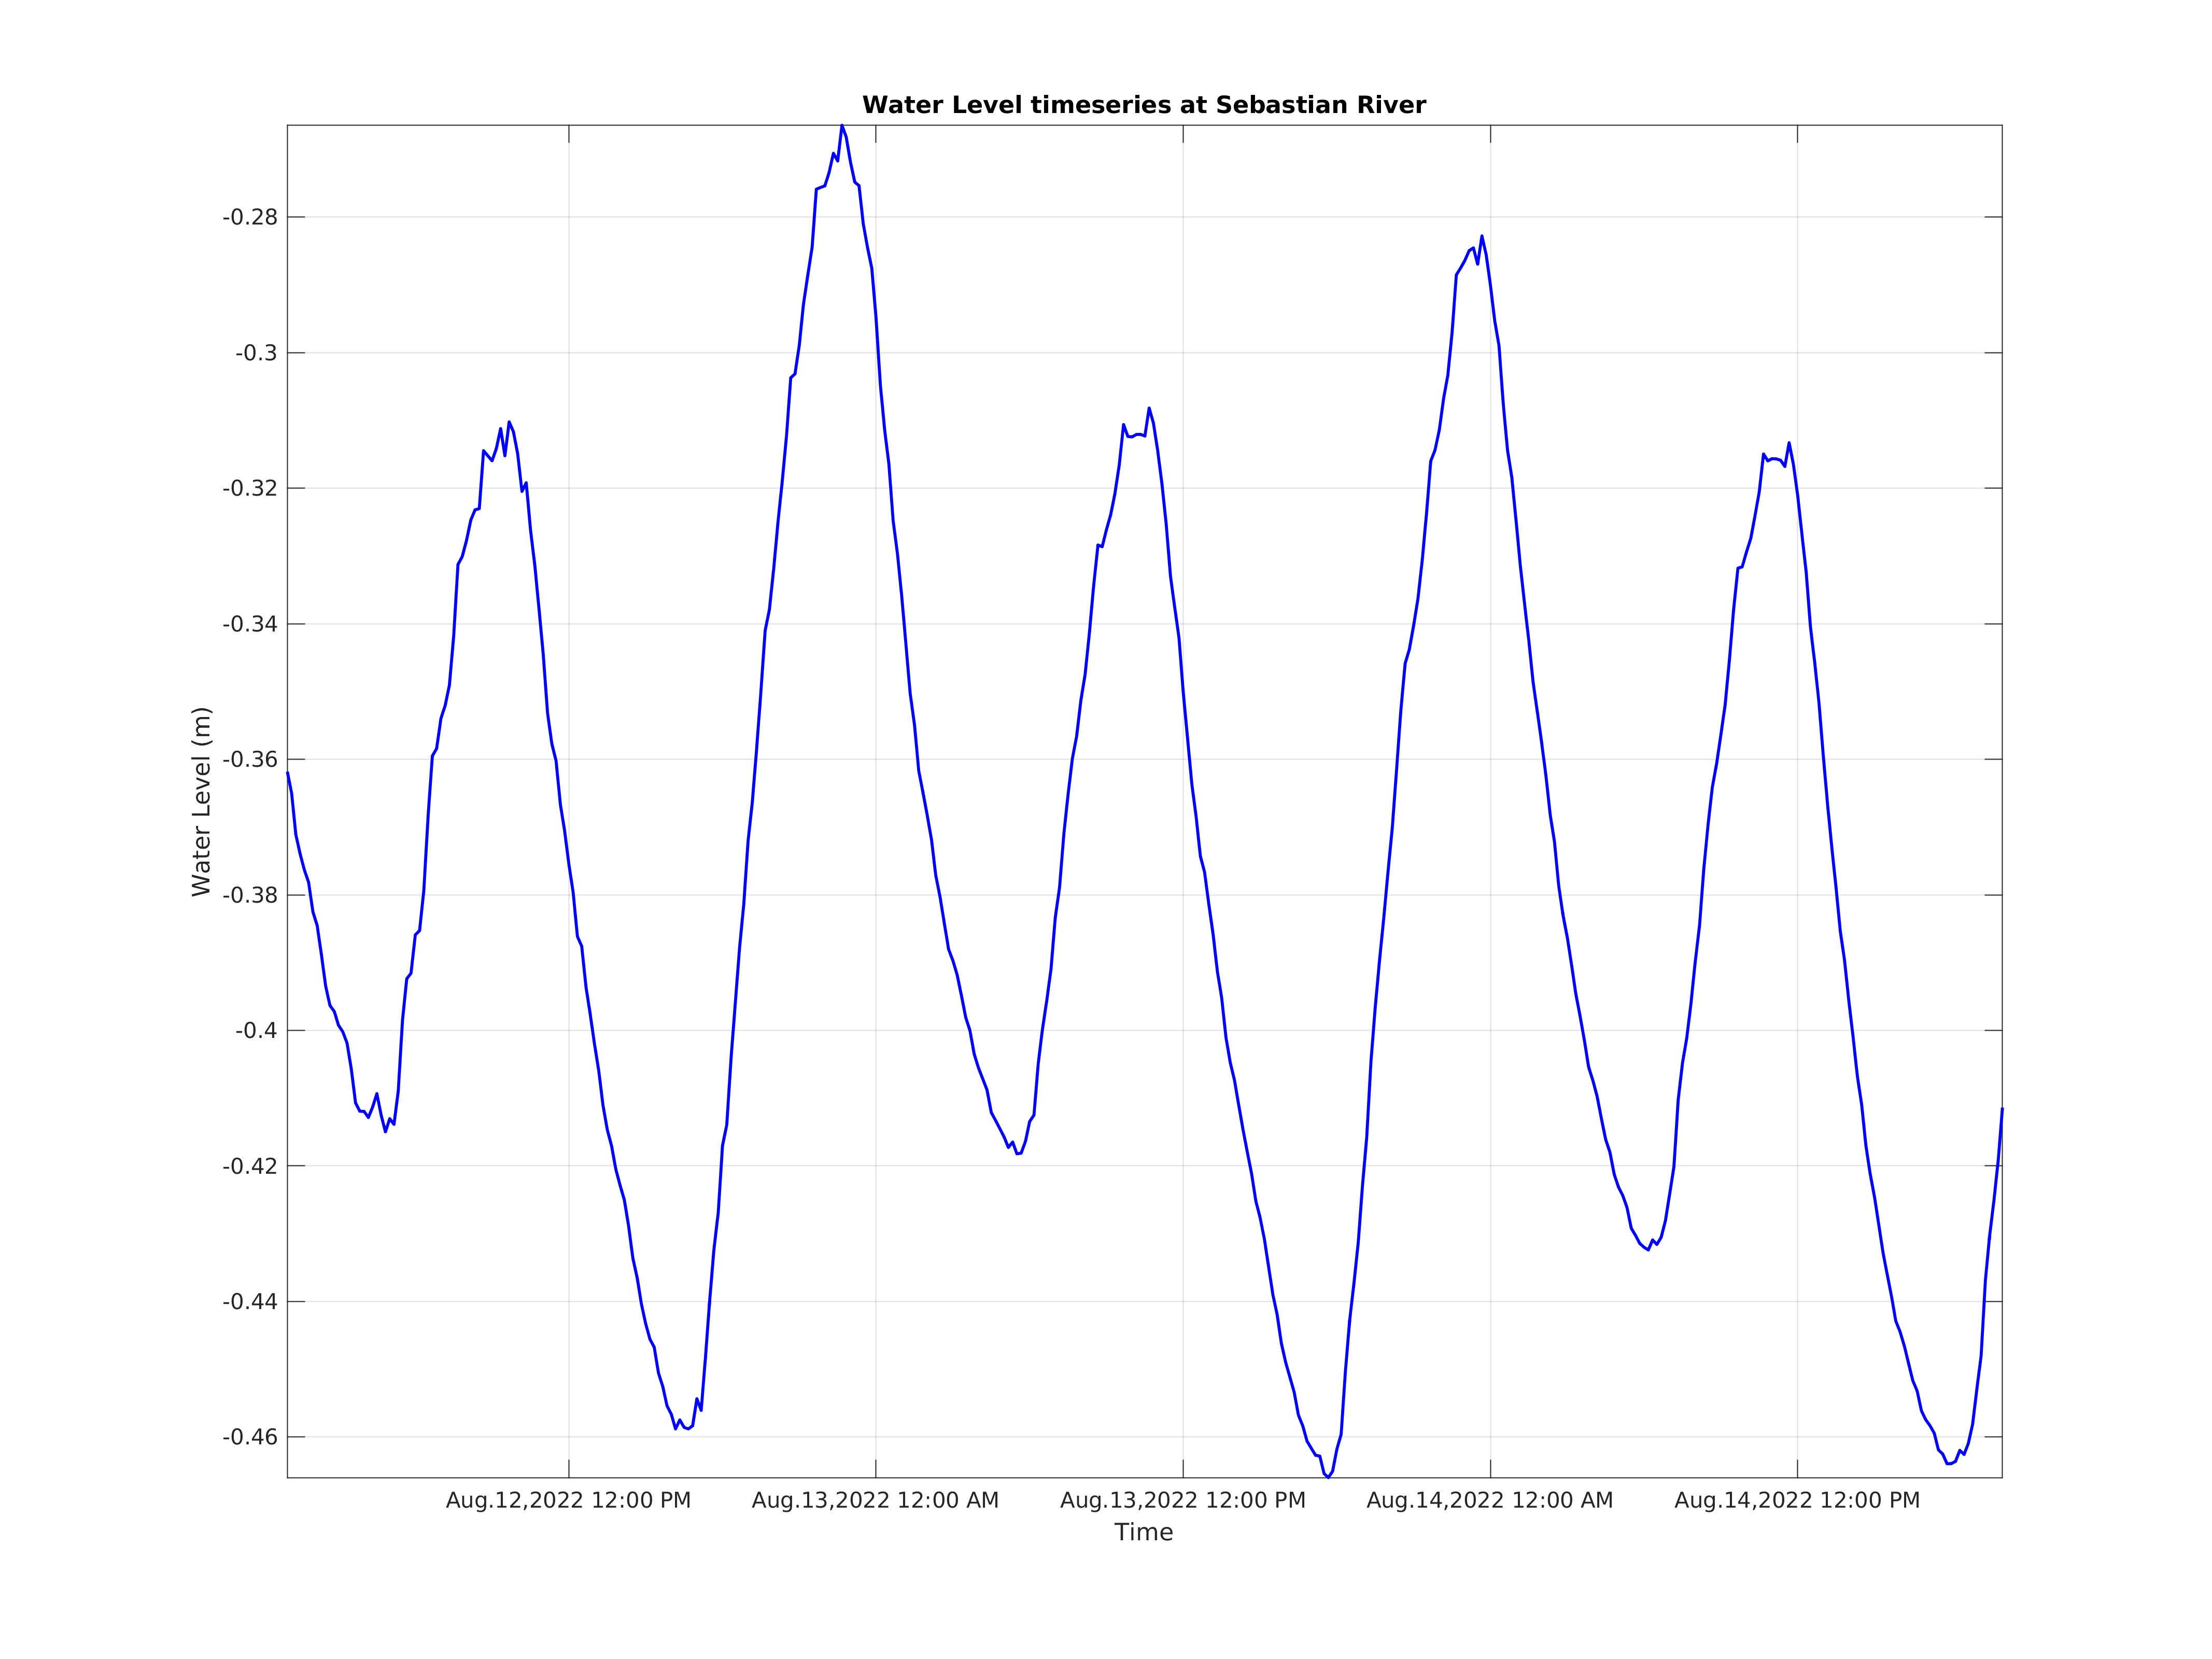 Water Level timeseries at Sebastian River
-0.28
-0.3
-0.32
-0.34
-0.36
-0.38
-0.4
-0.42
-0.44
-0.46
Water Level (m)
Aug.12,2022 12:00 PM
Aug.13,2022 12:00 AM
Aug.13,2022 12:00 PM
Aug.14,2022 12:00 AM
Aug.14,2022 12:00 PM
Time